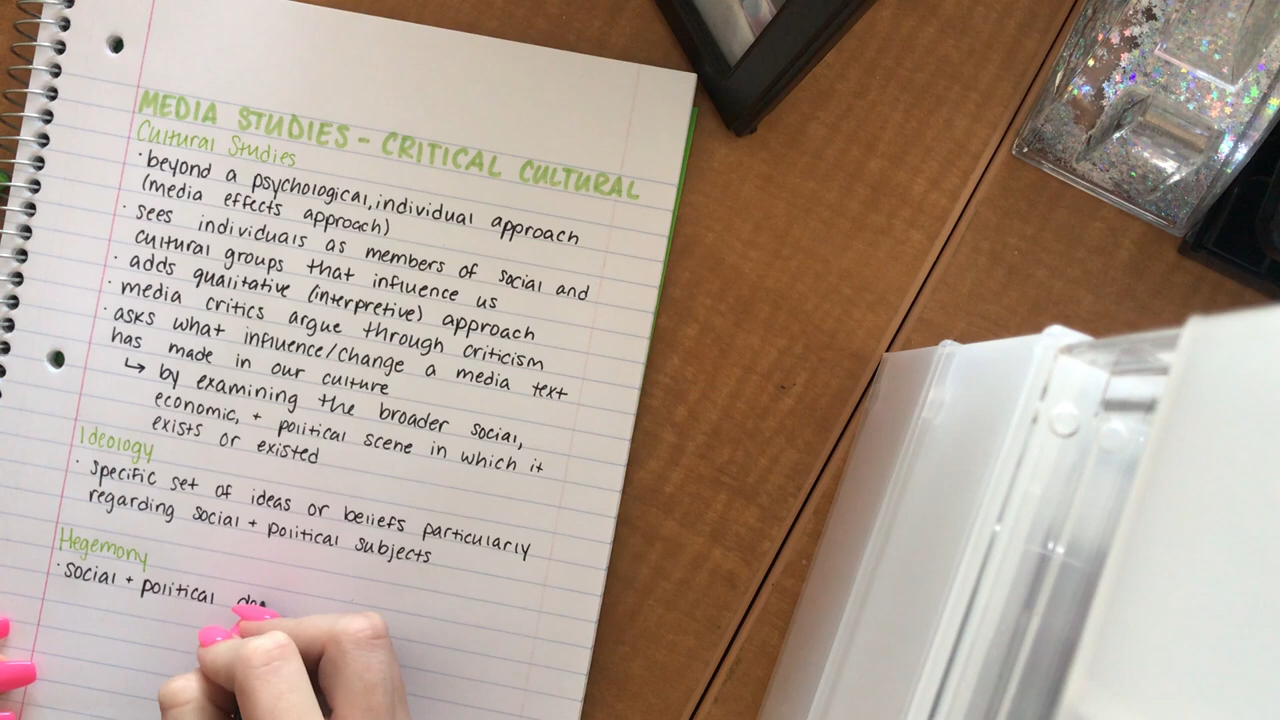 MEDIA STUDIES - CRITICAL CULTURAL
Cultural Studies
· beyond a psychological, individual approach
(media effects approach)
· sees individuals as members of social and
cultural groups that influence us
· adds qualitative (interpretive) approach
· media critics argue through criticism
· asks what influence/change a media text
has made in our culture
↳ by examining the broader social,
economic, + political scene in which it
exists or existed
Ideology
· specific set of ideas or beliefs particularly
regarding social + political subjects
Hegemony
· social + political